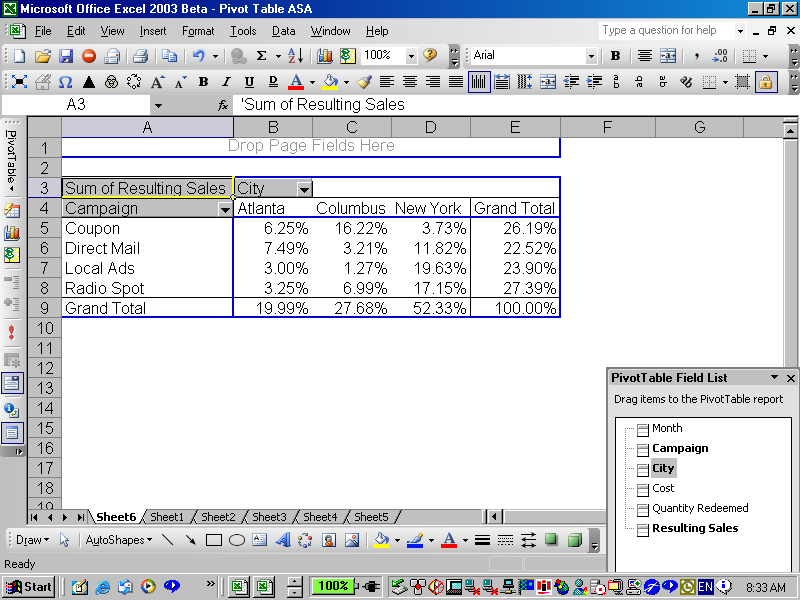 Microsoft Office Excel 2003 Beta - Pivot Table ASA
File Edit View Insert Format Tools Data Window Help Type a question for help
100% Arial B
B I U D A
A3 fx 'Sum of Resulting Sales
PivotTable
A B C D E F G
1 Drop Page Fields Here
2
3 Sum of Resulting Sales City
4 Campaign Atlanta Columbus New York Grand Total
5 Coupon 6.25% 16.22% 3.73% 26.19%
6 Direct Mail 7.49% 3.21% 11.82% 22.52%
7 Local Ads 3.00% 1.27% 19.63% 23.90%
8 Radio Spot 3.25% 6.99% 17.15% 27.39%
9 Grand Total 19.99% 27.68% 52.33% 100.00%
10
11
12
13
14
15
16
17
18
19
PivotTable Field List
Drag items to the PivotTable report
Month
Campaign
City
Cost
Quantity Redeemed
Resulting Sales
Sheet6 Sheet1 Sheet2 Sheet3 Sheet4 Sheet5
Draw AutoShapes
Ready
Start 100% EN 8:33 AM